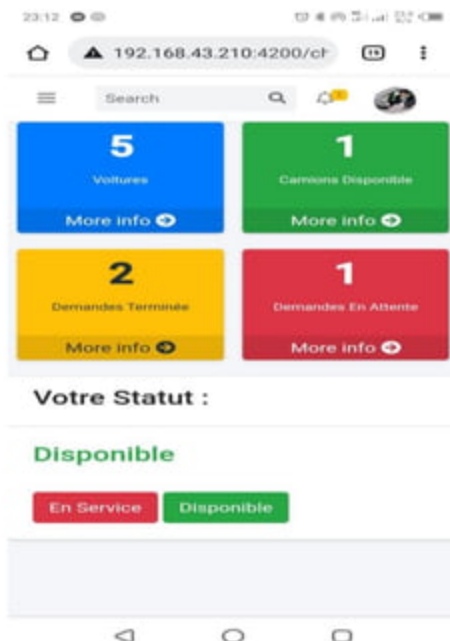 23:12
192.168.43.210:4200/ch
19
Search
5
Voitures
More info
1
Camions Disponible
More info
2
Demandes Terminée
More info
1
Demandes En Attente
More info
Votre Statut :
Disponible
En Service
Disponible